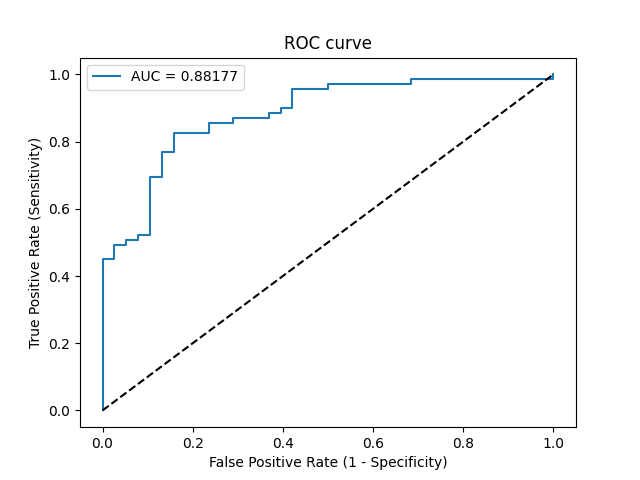 ROC curve
AUC = 0.88177
True Positive Rate (Sensitivity)
1.0
0.8
0.6
0.4
0.2
0.0
0.0 0.2 0.4 0.6 0.8 1.0
False Positive Rate (1 - Specificity)